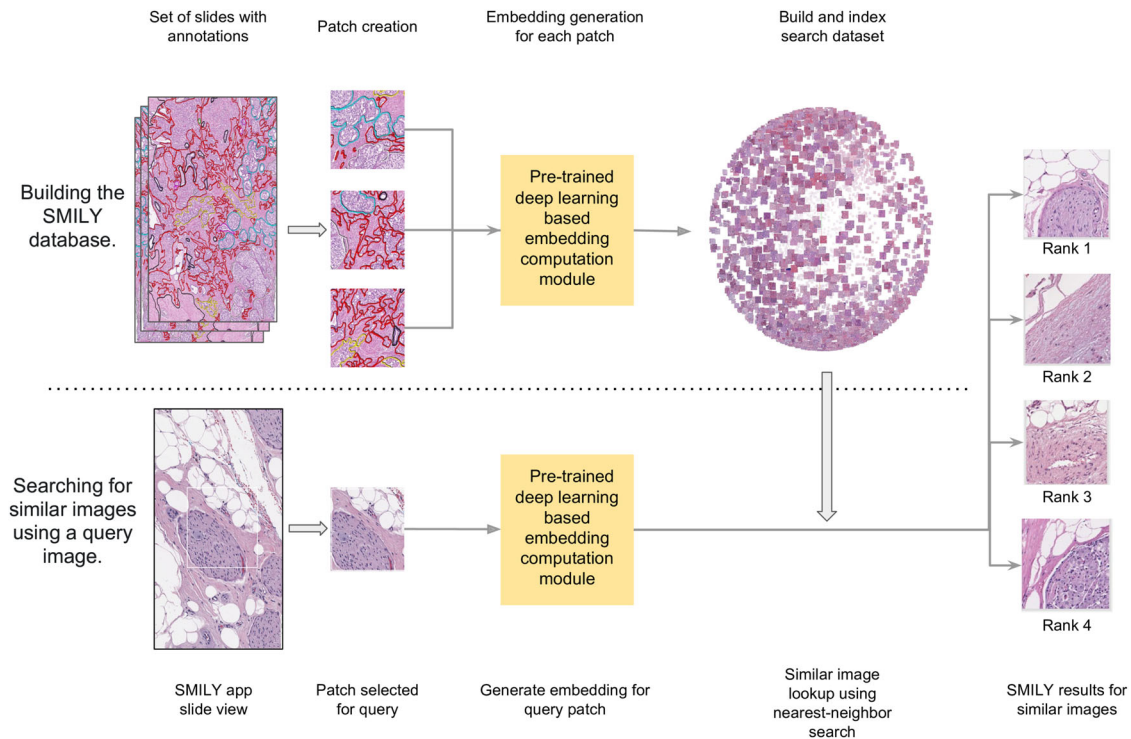 Set of slides with
annotations
Patch creation
Embedding generation
for each patch
Build and index
search dataset
Building the
SMILY
database.
Pre-trained
deep learning
based
embedding
computation
module
Rank 1
Rank 2
Rank 3
Rank 4
Searching for
similar images
using a query
image.
Pre-trained
deep learning
based
embedding
computation
module
SMILY app
slide view
Patch selected
for query
Generate embedding for
query patch
Similar image
lookup using
nearest-neighbor
search
SMILY results for
similar images